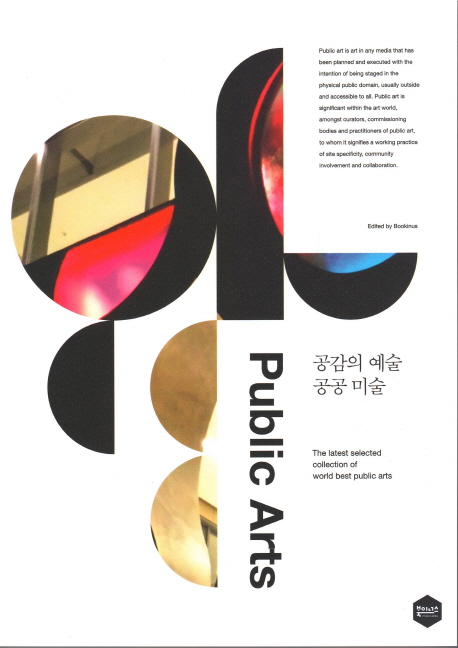 Public art is art in any media that has
been planned and executed with the
intention of being staged in the
physical public domain, usually outside
and accessible to all. Public art is
significant within the art world,
amongst curators, commissioning
bodies and practitioners of public art,
to whom it signifies a working practice
of site specificity, community
involvement and collaboration.
Edited by Bookinus
공감의 예술
공공 미술
Public Arts
The latest selected
collection of
world best public arts